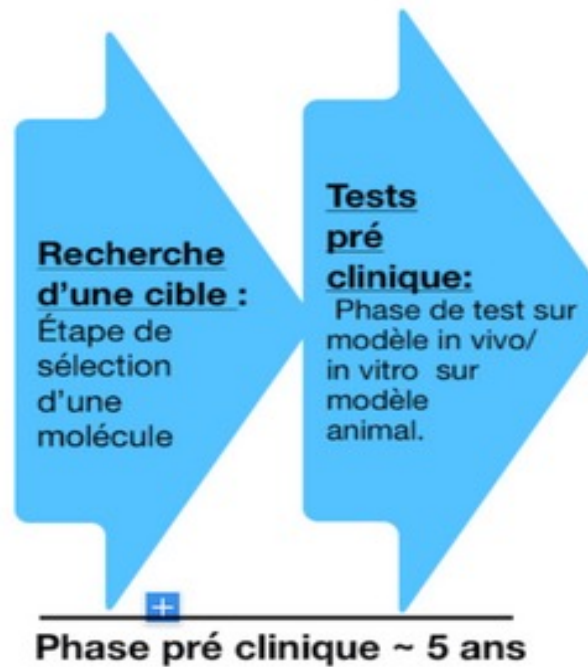 Recherche
d'une cible :
Étape de
sélection
d'une
molécule
Tests
pré
clinique:
Phase de test sur
modèle in vivo/
in vitro sur
modèle
animal.
Phase pré clinique ~ 5 ans